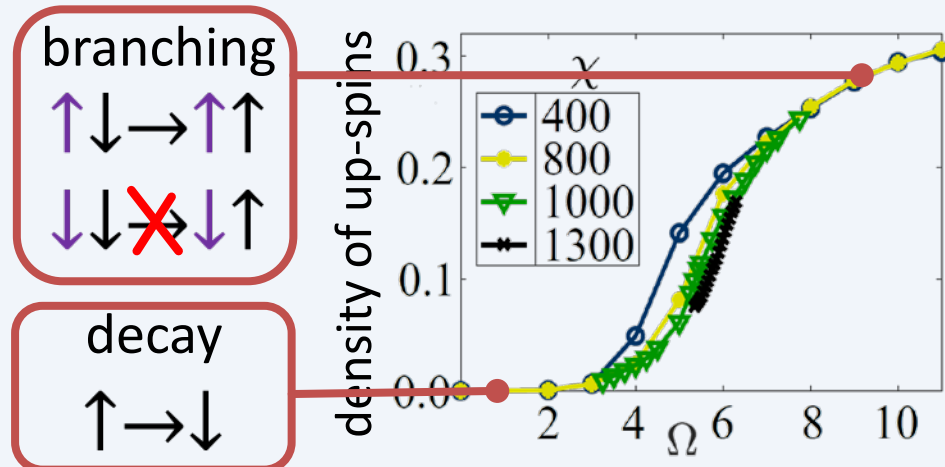 branching
↑↓→↑↑
↓↓→↓↑
decay
↑→↓
density of up-spins
0.3
0.2
0.1
0.0
χ
400
800
1000
1300
2 4 6 8 10
Ω